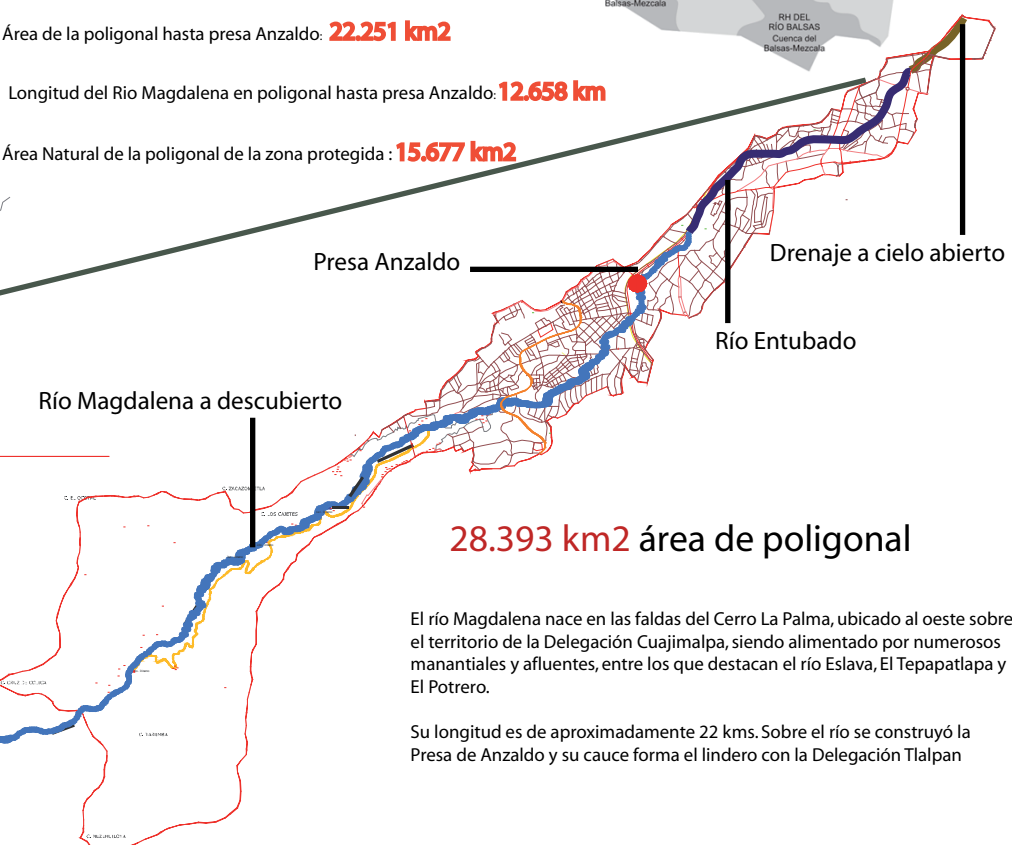 Balsas-Mezcala
RH DEL
RÍO BALSAS
Cuenca del
Balsas-Mezcala
Área de la poligonal hasta presa Anzaldo: 22.251 km2
Longitud del Rio Magdalena en poligonal hasta presa Anzaldo: 12.658 km
Área Natural de la poligonal de la zona protegida : 15.677 km2
Presa Anzaldo
Drenaje a cielo abierto
Río Entubado
Río Magdalena a descubierto
C. LOS CAJETES
28.393 km2 área de poligonal
El río Magdalena nace en las faldas del Cerro La Palma, ubicado al oeste sobre
el territorio de la Delegación Cuajimalpa, siendo alimentado por numerosos
manantiales y afluentes, entre los que destacan el río Eslava, El Tepapatlapa y
El Potrero.
Su longitud es de aproximadamente 22 kms. Sobre el río se construyó la
Presa de Anzaldo y su cauce forma el lindero con la Delegación Tlalpan